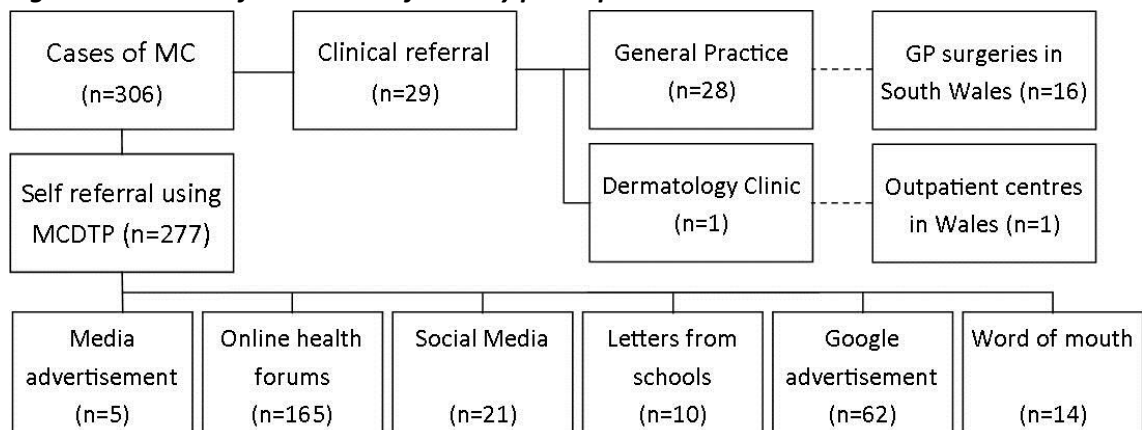 Cases of MC
(n=306)
Clinical referral
(n=29)
General Practice
(n=28)
GP surgeries in
South Wales (n=16)
Self referral using
MCDTP (n=277)
Dermatology Clinic
(n=1)
Outpatient centres
in Wales (n=1)
Media
advertisement
(n=5)
Online health
forums
(n=165)
Social Media
(n=21)
Letters from
schools
(n=10)
Google
advertisement
(n=62)
Word of mouth
(n=14)